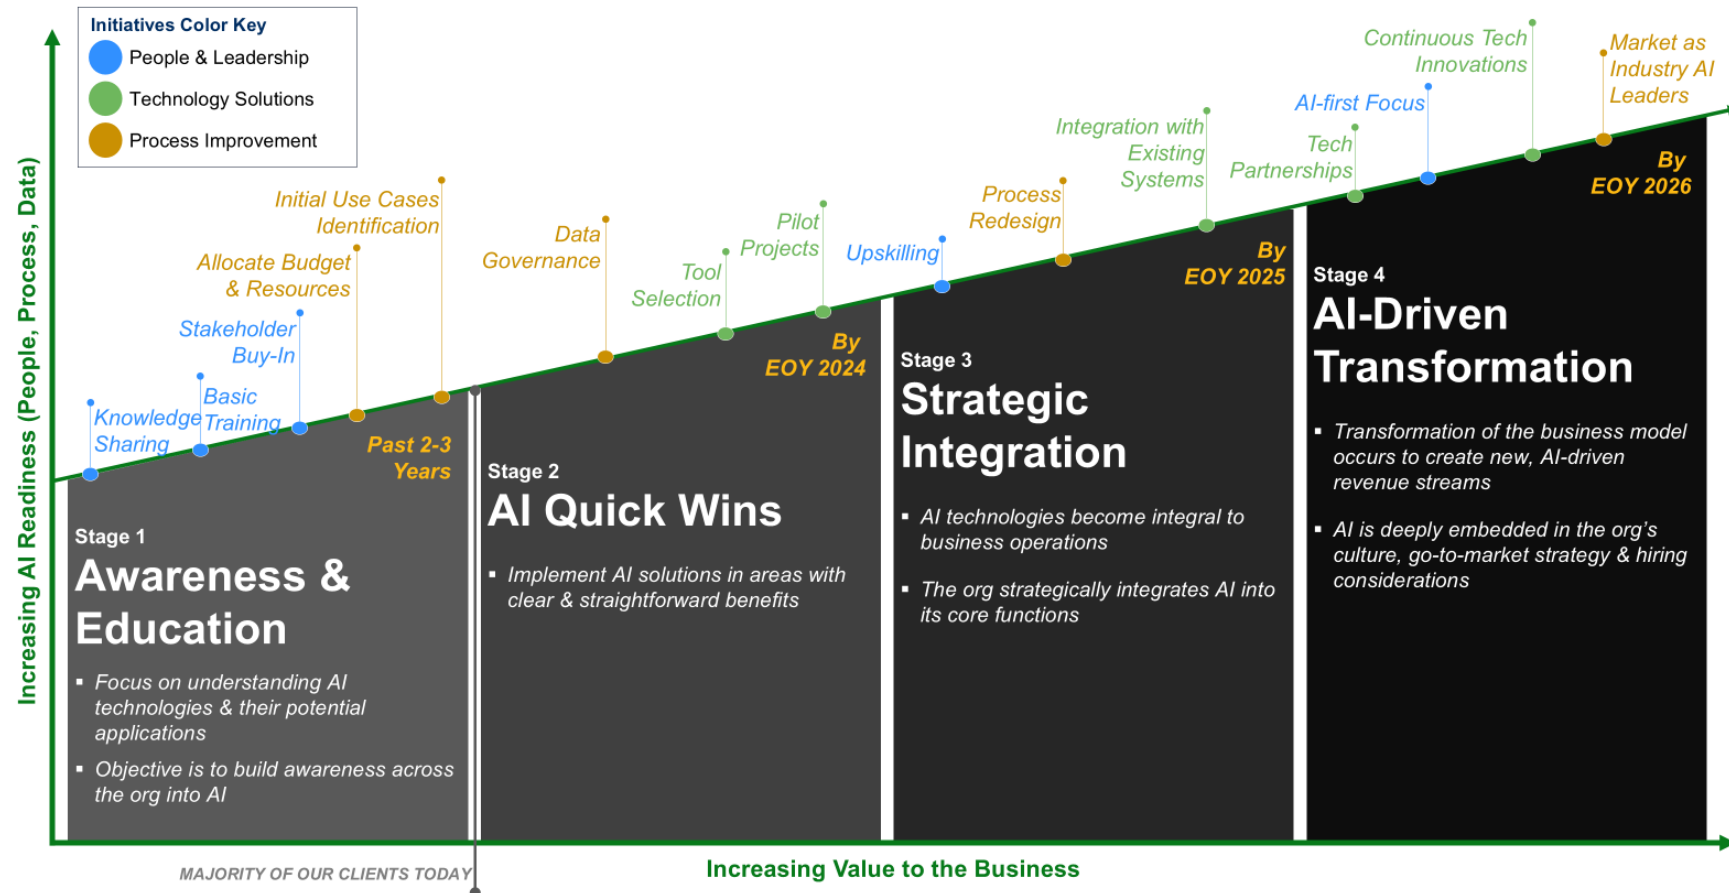 Initiatives Color Key
People & Leadership
Technology Solutions
Process Improvement
Increasing AI Readiness (People, Process, Data)
Knowledge
Sharing
Basic
Training
Stakeholder
Buy-In
Allocate Budget
& Resources
Initial Use Cases
Identification
Data
Governance
Tool
Selection
Pilot
Projects
Upskilling
Process
Redesign
Integration with
Existing
Systems
Tech
Partnerships
AI-first Focus
Continuous Tech
Innovations
Market as
Industry AI
Leaders
Past 2-3
Years
Stage 1
Awareness &
Education
▪ Focus on understanding AI
technologies & their potential
applications
▪ Objective is to build awareness across
the org into AI
By
EOY 2024
Stage 2
AI Quick Wins
▪ Implement AI solutions in areas with
clear & straightforward benefits
By
EOY 2025
Stage 3
Strategic
Integration
▪ AI technologies become integral to
business operations
▪ The org strategically integrates AI into
its core functions
By
EOY 2026
Stage 4
AI-Driven
Transformation
▪ Transformation of the business model
occurs to create new, AI-driven
revenue streams
▪ AI is deeply embedded in the org’s
culture, go-to-market strategy & hiring
considerations
MAJORITY OF OUR CLIENTS TODAY
Increasing Value to the Business